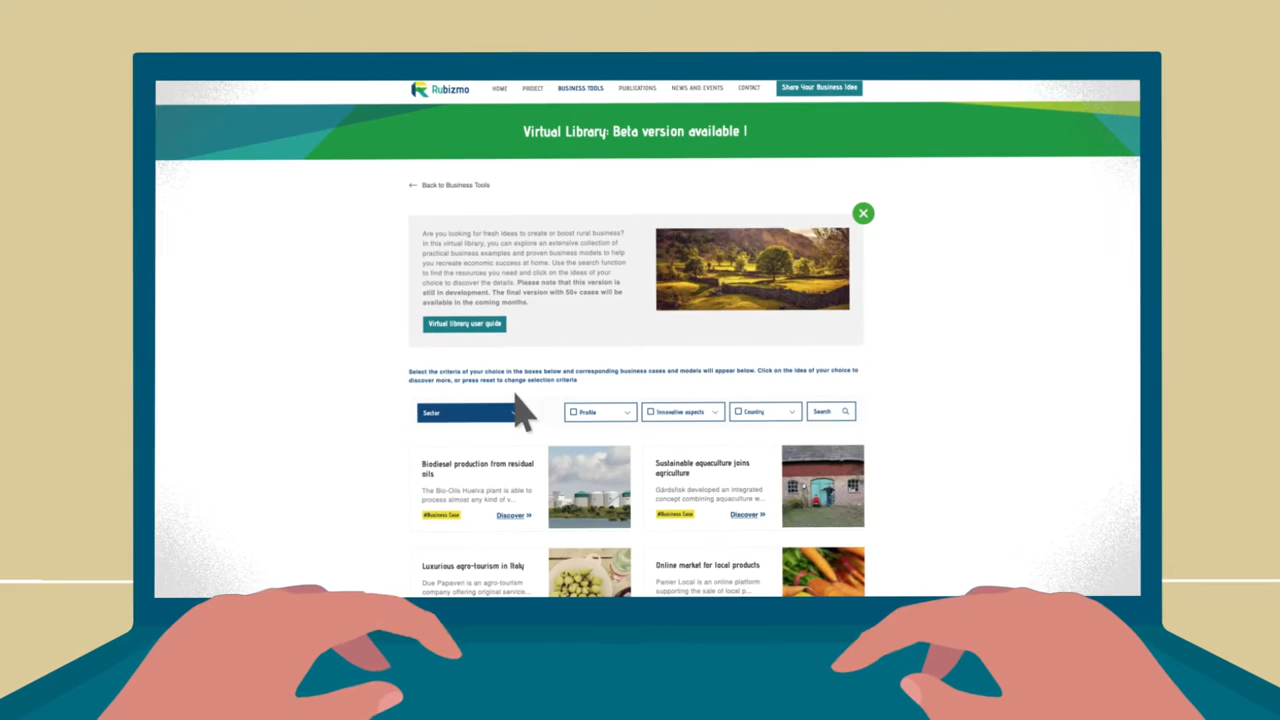 Rubizmo
HOME PROJECT BUSINESS TOOLS PUBLICATIONS NEWS AND EVENTS CONTACT Share Your Business Idea
Virtual Library: Beta version available !
← Back to Business Tools
Are you looking for fresh ideas to create or boost rural business?
In this virtual library, you can explore an extensive collection of
practical business examples and proven business models to help
you recreate economic success at home. Use the search function
to find the resources you need and click on the ideas of your
choice to discover the details. Please note that this version is
still in development. The final version with 50+ cases will be
available in the coming months.
Virtual library user guide
Select the criteria of your choice in the boxes below and corresponding business cases and models will appear below. Click on the idea of your choice to
discover more, or press reset to change selection criteria
Sector Profile Innovative aspects Country Search
Biodiesel production from residual
oils
The Bio-Oils Huelva plant is able to
process almost any kind of v...
#Business Case Discover »
Sustainable aquaculture joins
agriculture
Gårdsfisk developed an integrated
concept combining aquaculture w...
#Business Case Discover »
Luxurious agro-tourism in Italy
Due Papaveri is an agro-tourism
company offering original service...
Online market for local products
Panier Local is an online platform
supporting the sale of local p...